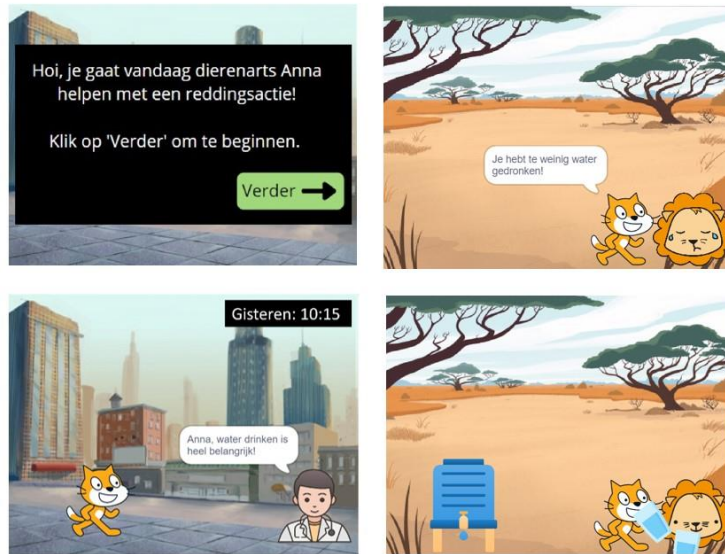 Hoi, je gaat vandaag dierenarts Anna
helpen met een reddingsactie!
Klik op 'Verder' om te beginnen.
Verder
Je hebt te weinig water
gedronken!
Gisteren: 10:15
Anna, water drinken is
heel belangrijk!